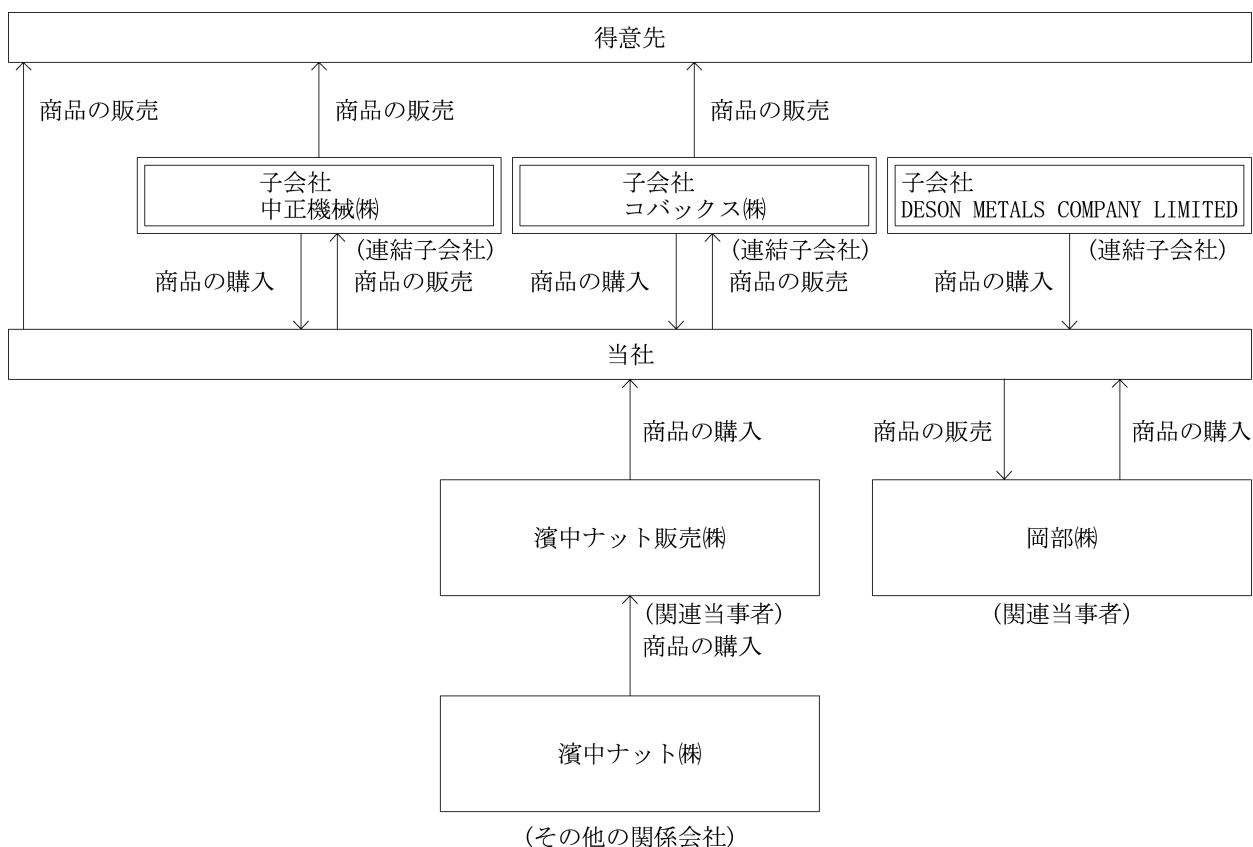 得意先
商品の販売
商品の販売
商品の販売
子会社
中正機械㈱
子会社
コバックス㈱
子会社
DESON METALS COMPANY LIMITED
(連結子会社)
(連結子会社)
(連結子会社)
商品の購入
商品の販売
商品の購入
商品の販売
商品の購入
当社
商品の購入
商品の販売
商品の購入
濱中ナット販売㈱
岡部㈱
(関連当事者)
(関連当事者)
商品の購入
濱中ナット㈱
(その他の関係会社)